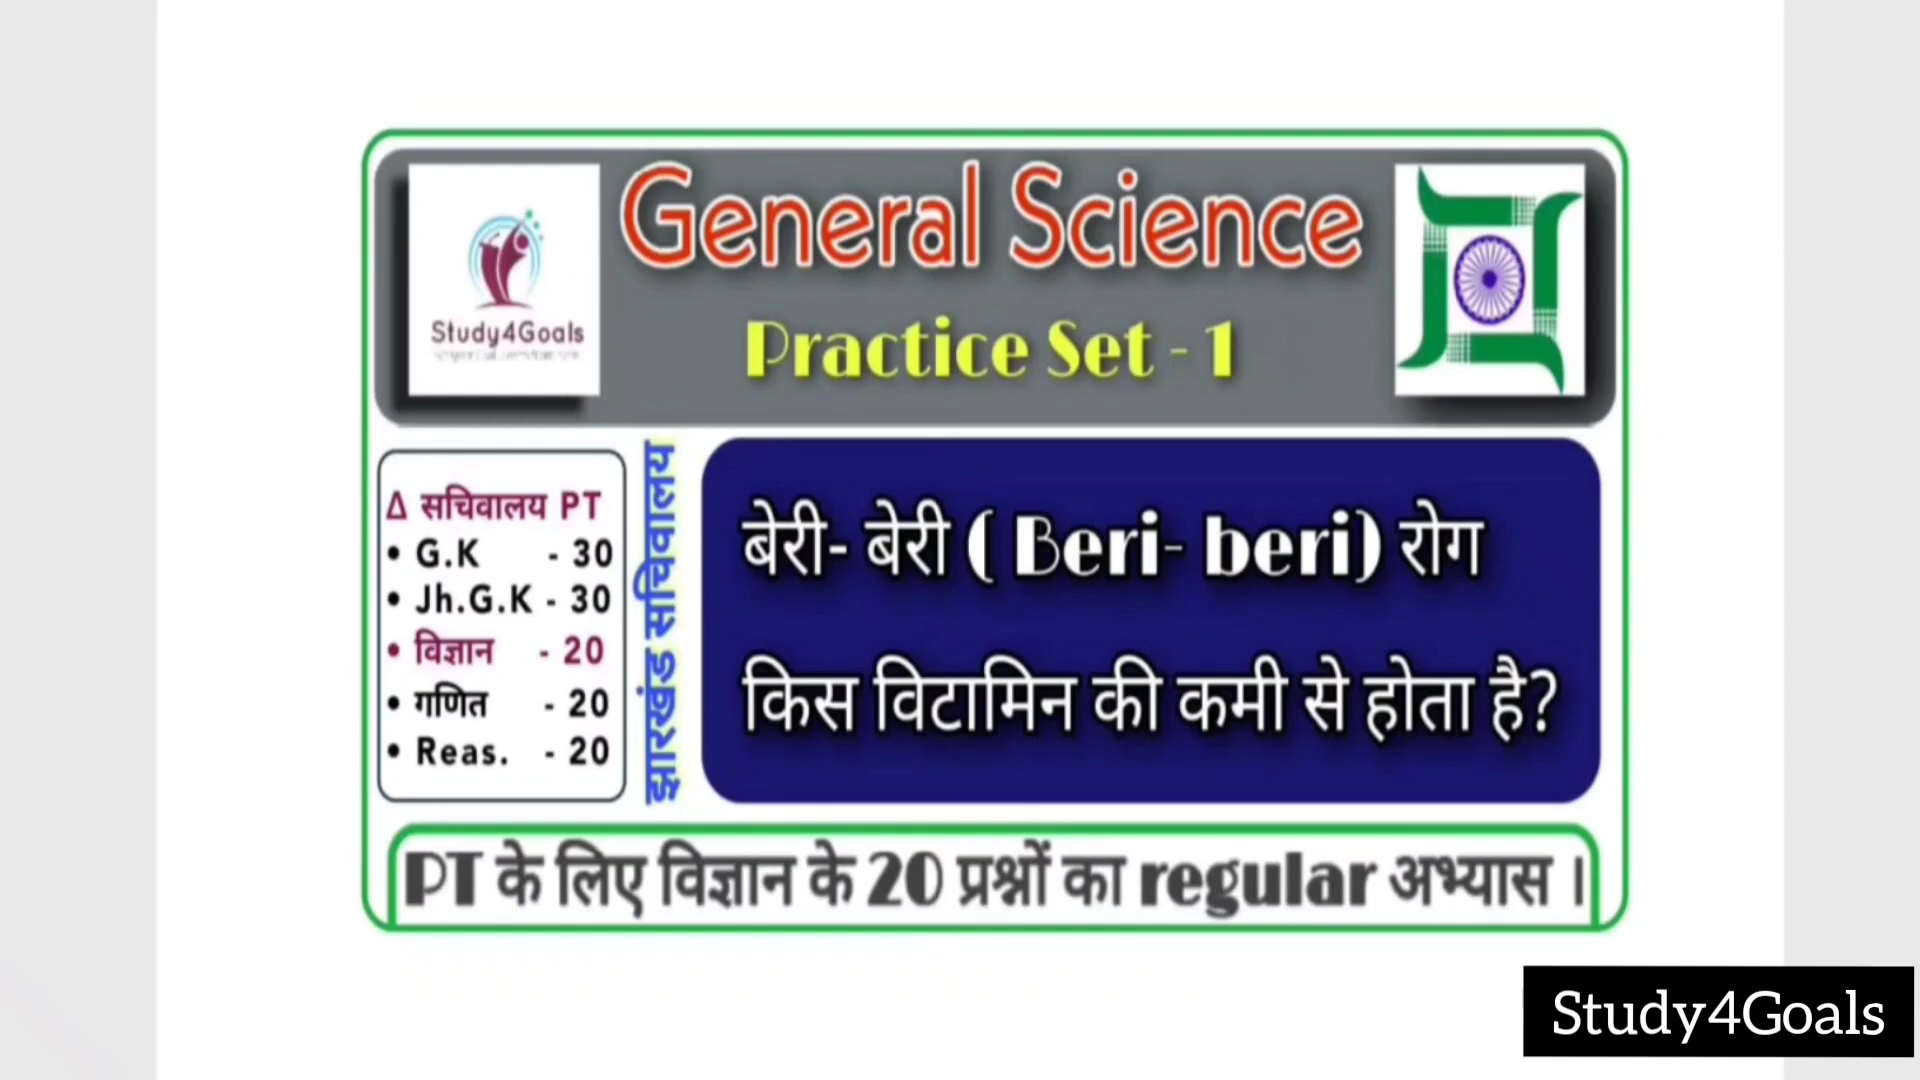 General Science
Practice Set - 1
Study4Goals
Δ सचिवालय PT
• G.K - 30
• Jh.G.K - 30
• विज्ञान - 20
• गणित - 20
• Reas. - 20
झारखंड सचिवालय
बेरी- बेरी ( Beri- beri) रोग
किस विटामिन की कमी से होता है?
PT के लिए विज्ञान के 20 प्रश्नों का regular अभ्यास ।
Study4Goals